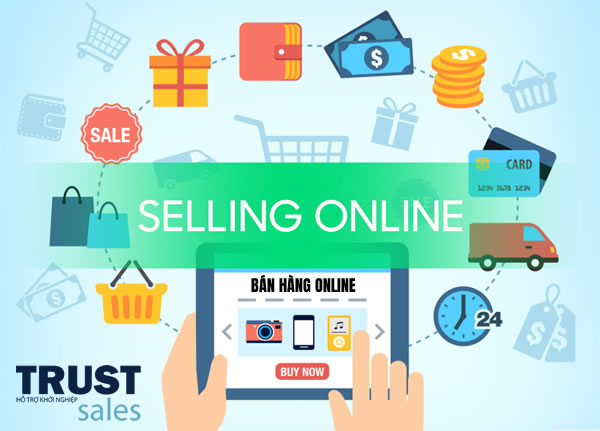 SALE
CARD
1234 5678 1234
SELLING ONLINE
BÁN HÀNG ONLINE
24
BUY NOW
TRUST
HỖ TRỢ KHỞI NGHIỆP
sales